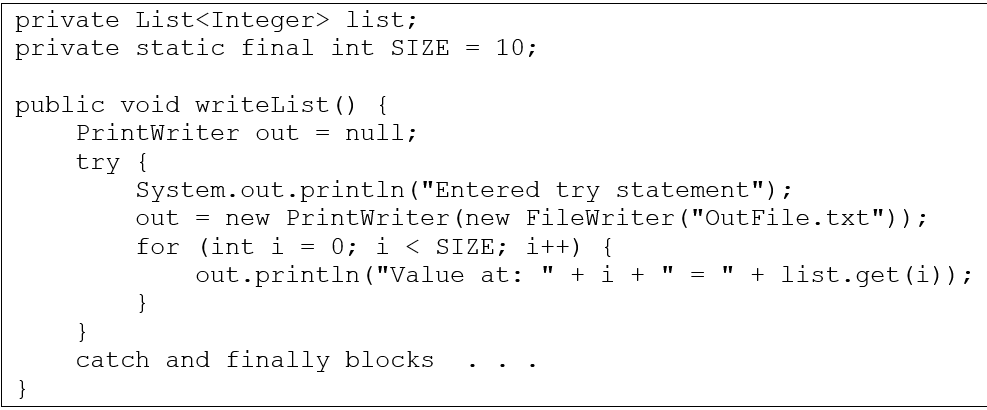 private List<Integer> list;
private static final int SIZE = 10;

public void writeList() {
    PrintWriter out = null;
    try {
        System.out.println("Entered try statement");
        out = new PrintWriter(new FileWriter("OutFile.txt"));
        for (int i = 0; i < SIZE; i++) {
            out.println("Value at: " + i + " = " + list.get(i));
        }
    }
    catch and finally blocks  . . .
}